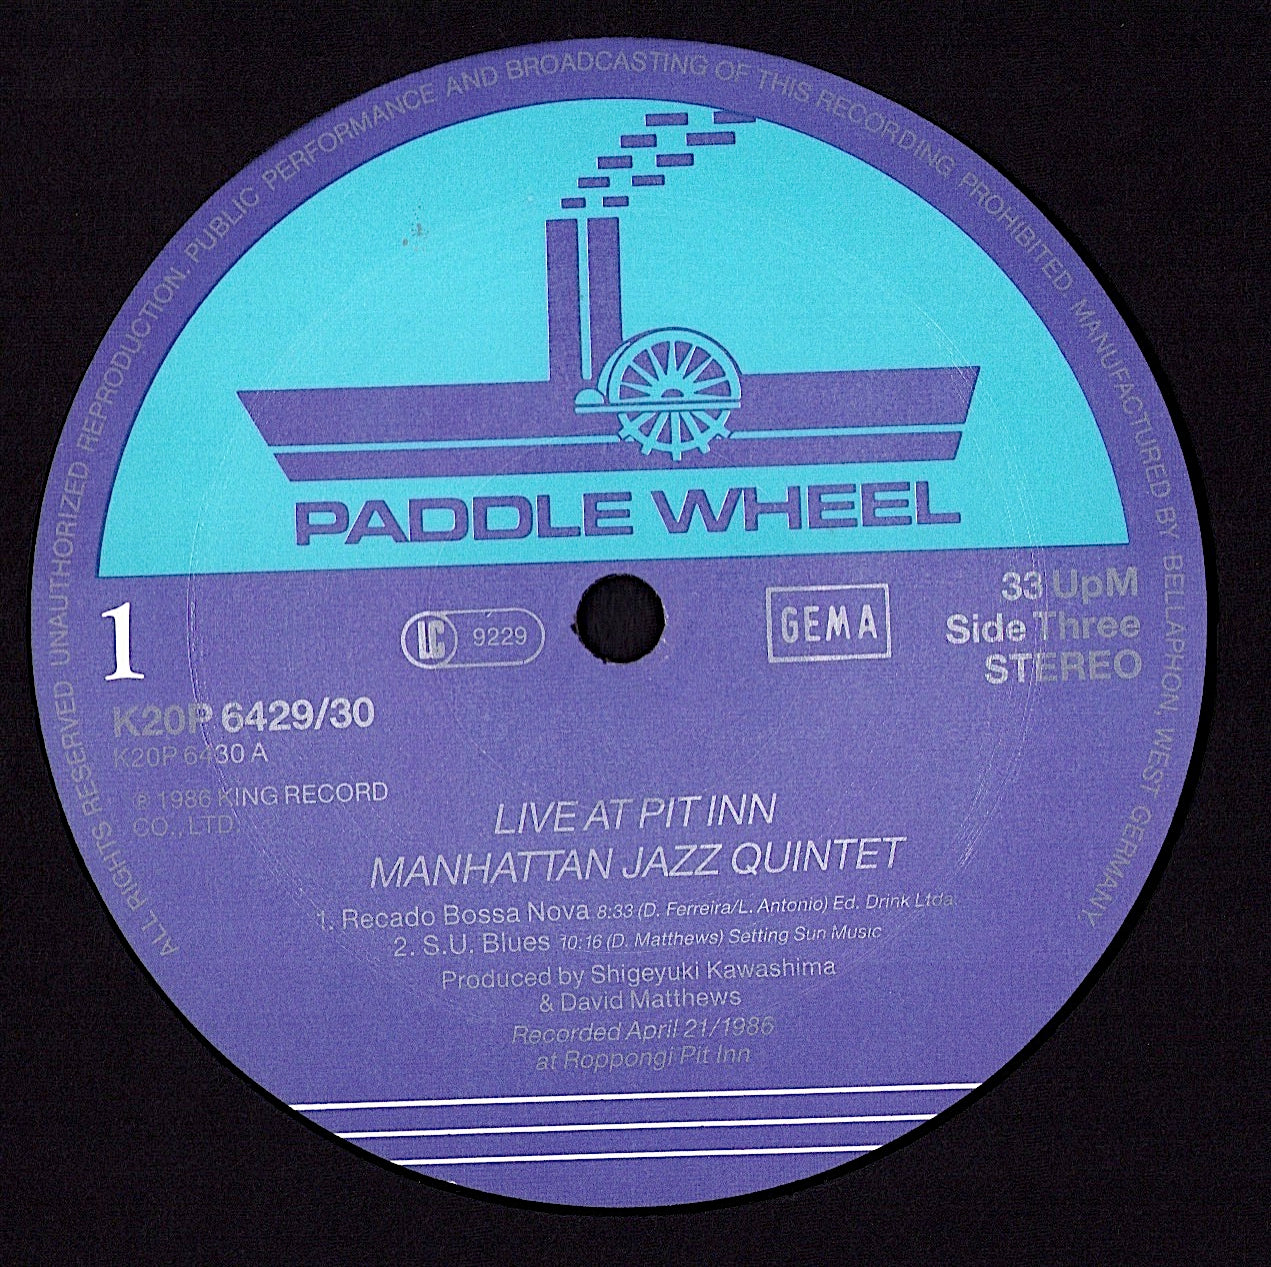 ALL RIGHTS RESERVED UNAUTHORIZED REPRODUCTION. PUBLIC PERFORMANCE AND BROADCASTING OF THIS RECORDING PROHIBITED. MANUFACTURED BY BELLAPHON, WEST GERMANY
PADDLE WHEEL
1
LC 9229
GEMA
33 UpM
Side Three
STEREO
K20P 6429/30
K20P 6430 A
℗ 1986 KING RECORD
CO., LTD.
LIVE AT PIT INN
MANHATTAN JAZZ QUINTET
1. Recado Bossa Nova 8:33 (D. Ferreira/L. Antonio) Ed. Drink Ltda.
2. S.U. Blues 10:16 (D. Matthews) Setting Sun Music
Produced by Shigeyuki Kawashima
& David Matthews
Recorded April 21/1986
at Roppongi Pit Inn